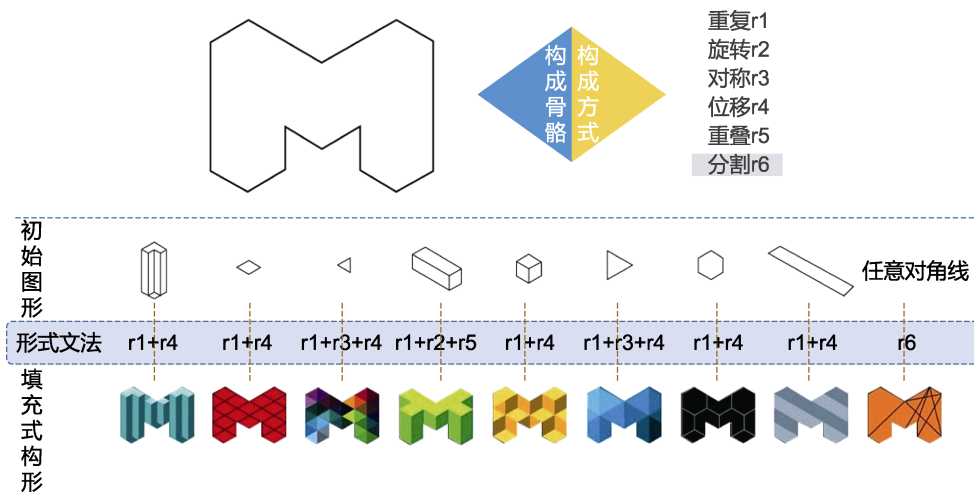 构成骨骼
构成方式
重复r1
旋转r2
对称r3
位移r4
重叠r5
分割r6
初始图形
任意对角线
形式文法 r1+r4 r1+r4 r1+r3+r4 r1+r2+r5 r1+r4 r1+r3+r4 r1+r4 r1+r4 r6
填充式构形